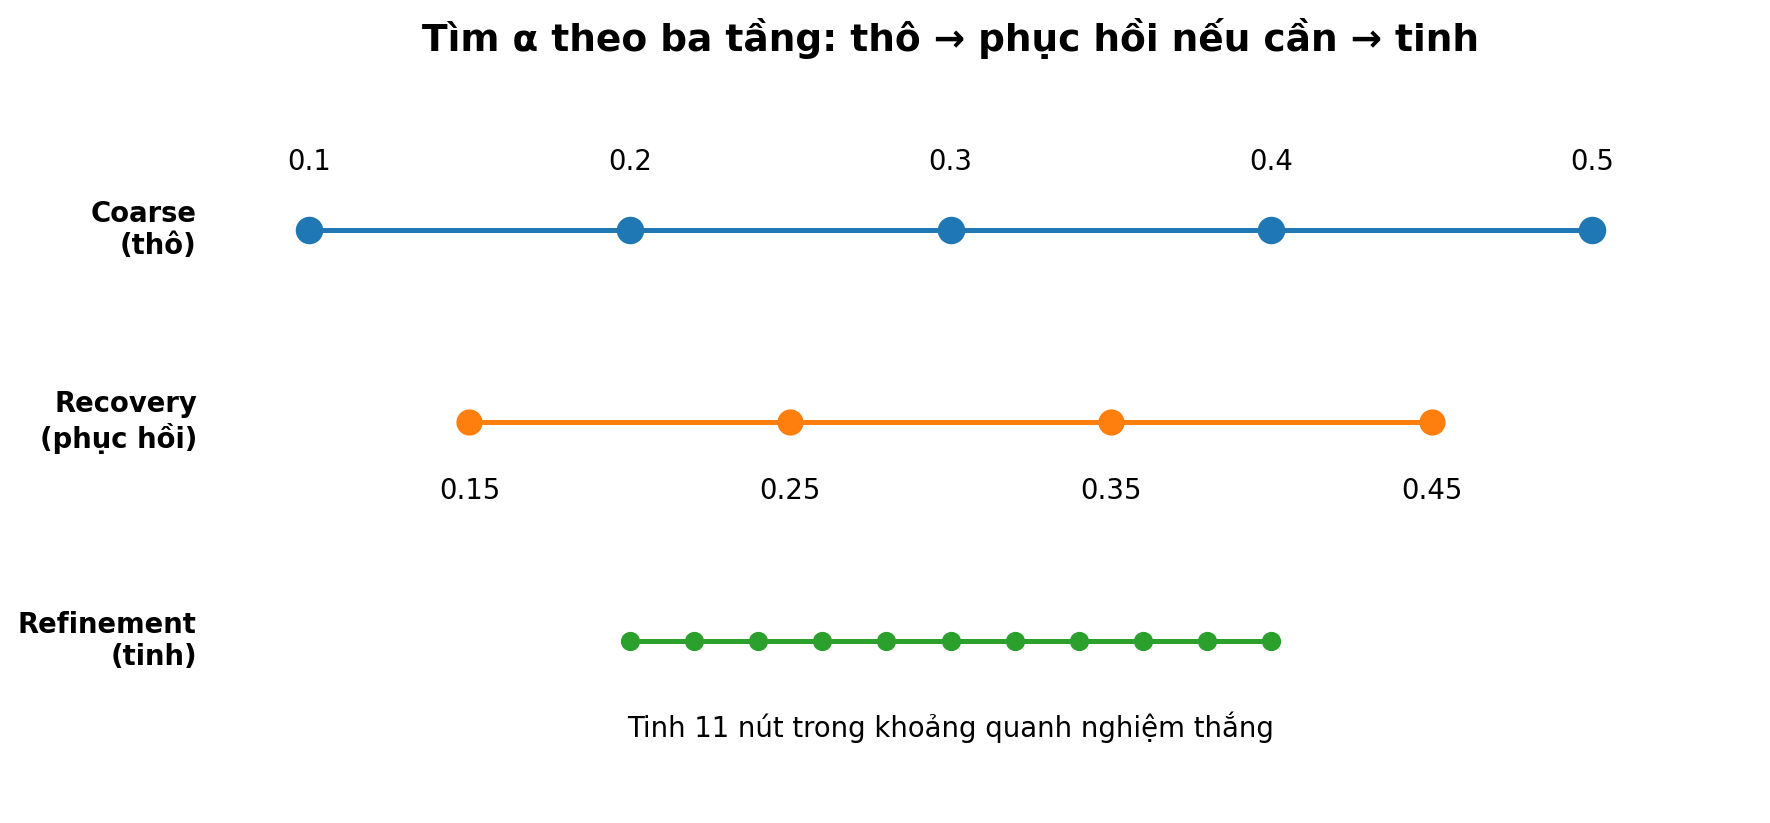 Tìm α theo ba tầng: thô → phục hồi nếu cần → tinh
0.1 0.2 0.3 0.4 0.5
Coarse
(thô)
Recovery
(phục hồi)
0.15 0.25 0.35 0.45
Refinement
(tinh)
Tinh 11 nút trong khoảng quanh nghiệm thắng